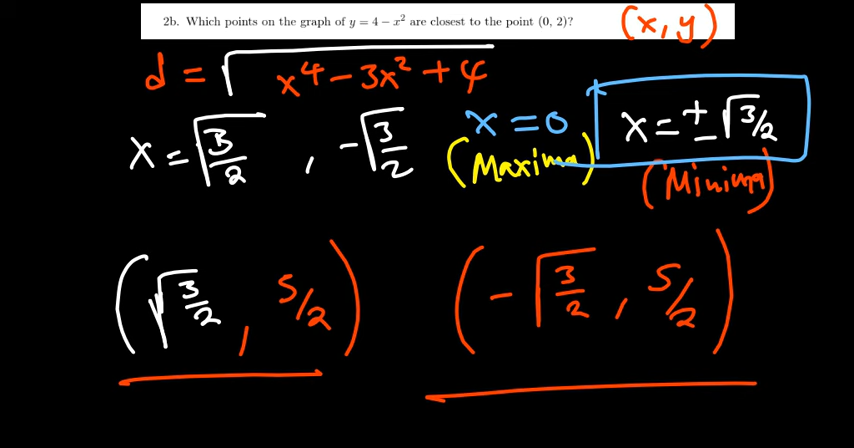 2b. Which points on the graph of y = 4 − x² are closest to the point (0, 2)?
(x, y)
d = √(x⁴ − 3x² + 4)
x = √(3/2) , −√(3/2)
x = 0
(Maxima)
x = ± √(3/2)
(Minima)
(√(3/2) , 5/2)
(−√(3/2) , 5/2)